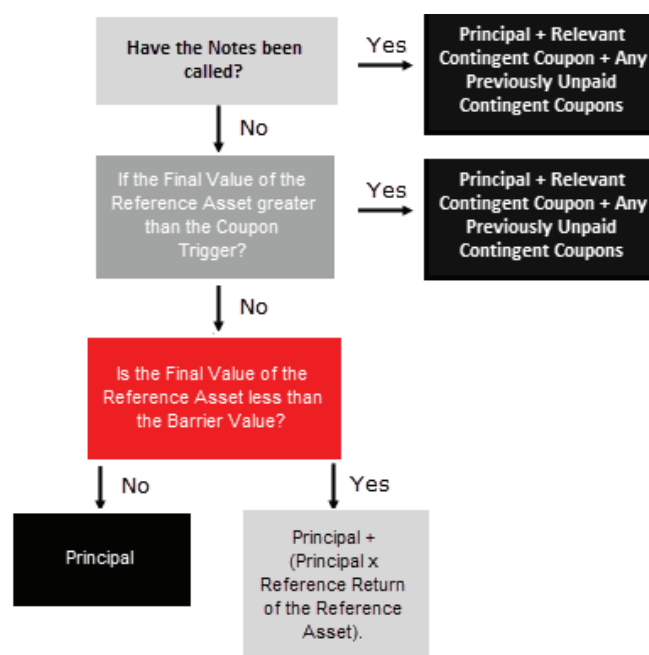 Have the Notes been
called?
Yes
Principal + Relevant
Contingent Coupon + Any
Previously Unpaid
Contingent Coupons
No
If the Final Value of the
Reference Asset greater
than the Coupon
Trigger?
Yes
Principal + Relevant
Contingent Coupon + Any
Previously Unpaid
Contingent Coupons
No
Is the Final Value of the
Reference Asset less than
the Barrier Value?
No
Yes
Principal
Principal +
(Principal x
Reference Return
of the Reference
Asset).